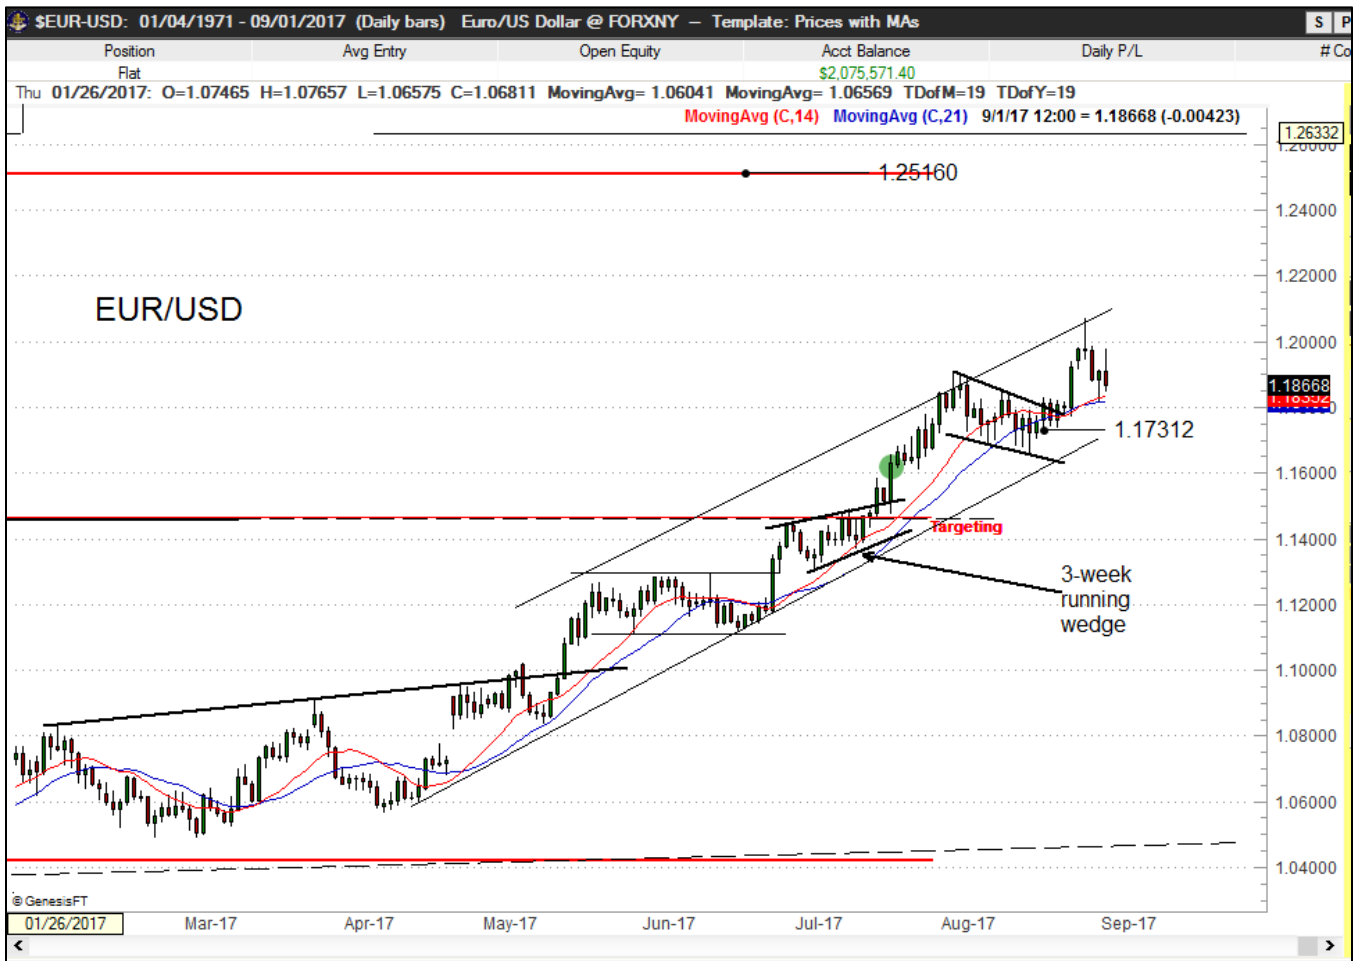 $EUR-USD: 01/04/1971 - 09/01/2017 (Daily bars) Euro/US Dollar @ FORXNY — Template: Prices with MAs
S P
Position Avg Entry Open Equity Acct Balance Daily P/L # Co
Flat $2,075,571.40
Thu 01/26/2017: O=1.07465 H=1.07657 L=1.06575 C=1.06811 MovingAvg= 1.06041 MovingAvg= 1.06569 TDofM=19 TDofY=19
MovingAvg (C,14) MovingAvg (C,21) 9/1/17 12:00 = 1.18668 (-0.00423)
1.26332
1.26000
1.25160
1.24000
1.22000
EUR/USD
1.20000
1.18668
1.18332
1.17312
1.16000
Targeting
1.14000
3-week
running
wedge
1.12000
1.10000
1.08000
1.06000
1.04000
© GenesisFT
01/26/2017 Mar-17 Apr-17 May-17 Jun-17 Jul-17 Aug-17 Sep-17